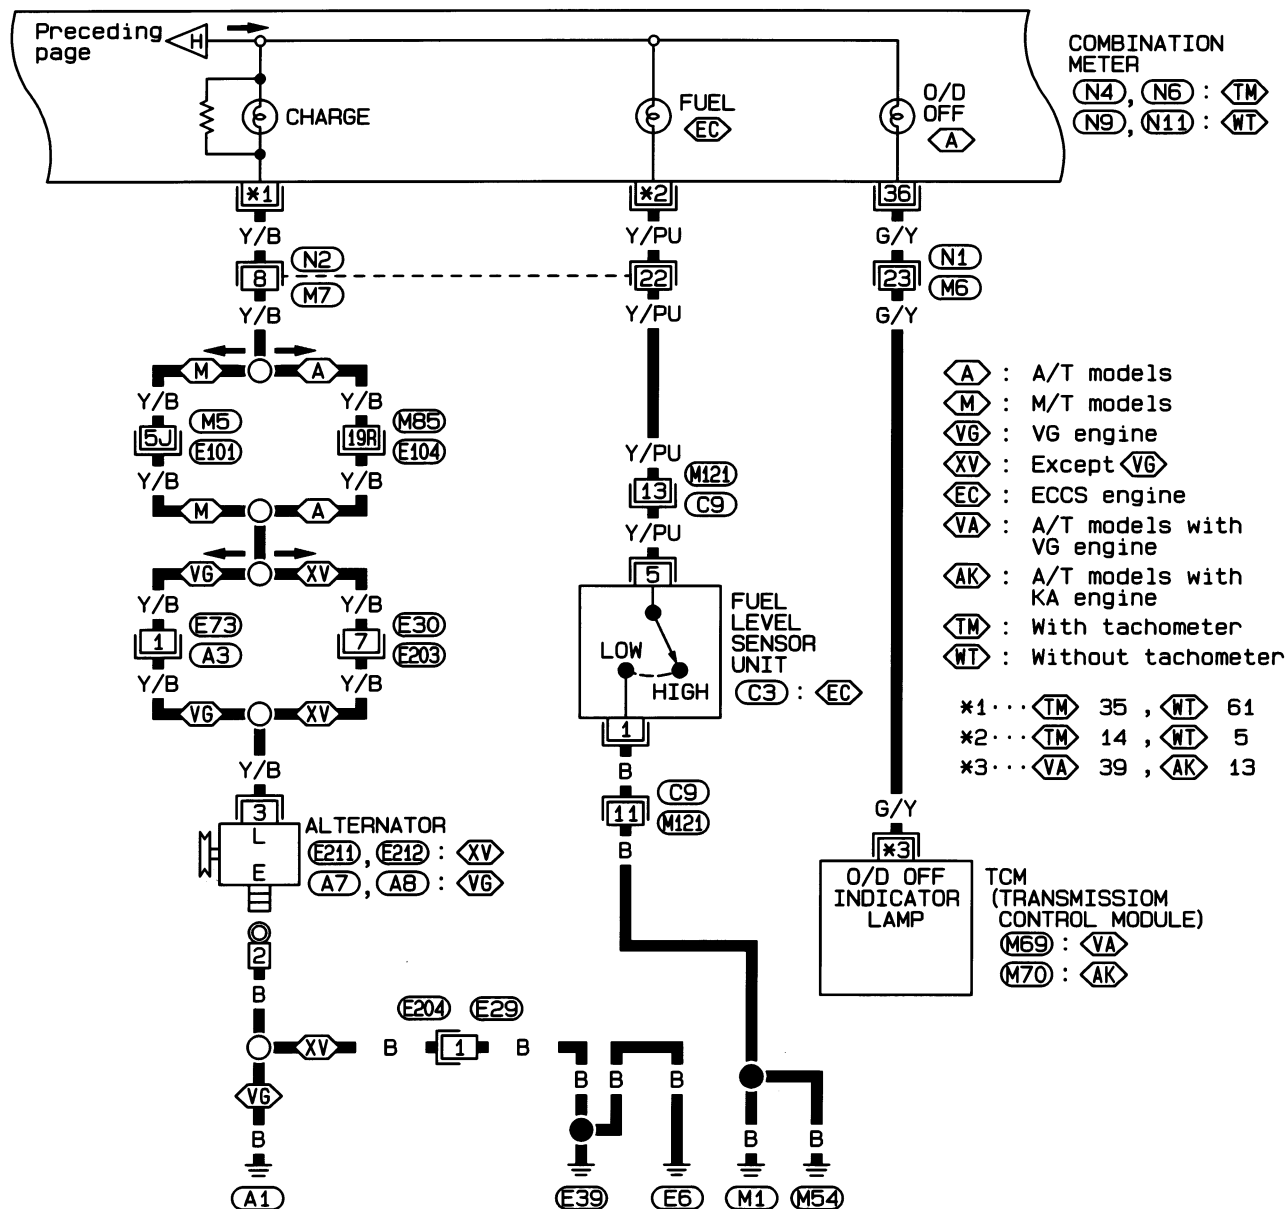 Preceding
page
H
CHARGE
FUEL
EC
O/D
OFF
A
COMBINATION
METER
N4, N6 : TM
N9, N11 : WT
*1
*2
36
Y/B
Y/PU
G/Y
8
N2
M7
22
23
N1
M6
Y/B
Y/PU
G/Y
M
A
Y/B
Y/B
5J
M5
E101
19R
M85
E104
Y/B
Y/B
M
A
VG
XV
Y/B
Y/B
1
E73
A3
7
E30
E203
Y/B
Y/B
VG
XV
Y/B
3
L
E
ALTERNATOR
E211, E212 : XV
A7, A8 : VG
2
B
XV
B
E204
E29
1
B
VG
B
A1
B
B
B
E39
E6
Y/PU
13
M121
C9
Y/PU
5
LOW
HIGH
FUEL
LEVEL
SENSOR
UNIT
C3 : EC
1
B
11
C9
M121
B
B
B
M1
M54
A : A/T models
M : M/T models
VG : VG engine
XV : Except VG
EC : ECCS engine
VA : A/T models with
VG engine
AK : A/T models with
KA engine
TM : With tachometer
WT : Without tachometer
*1··· TM 35 , WT 61
*2··· TM 14 , WT 5
*3··· VA 39 , AK 13
G/Y
*3
O/D OFF
INDICATOR
LAMP
TCM
(TRANSMISSIOM
CONTROL MODULE)
M69 : VA
M70 : AK